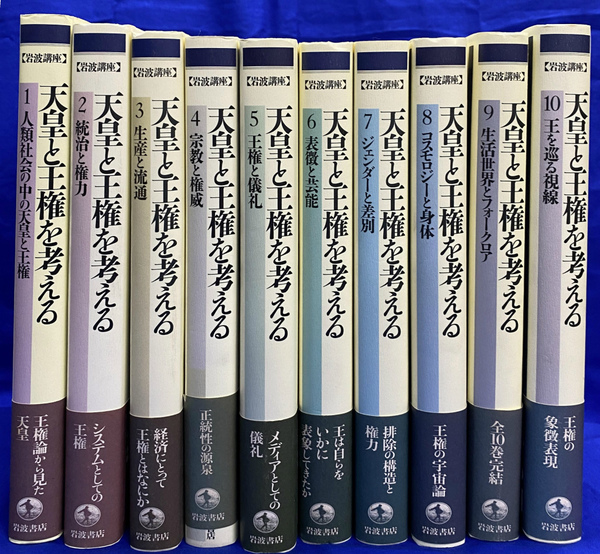 【岩波講座】
天皇と王権を考える
1 人類社会の中の天皇と王権
王権論から見た
天皇
岩波書店
【岩波講座】
天皇と王権を考える
2 統治と権力
システムとしての
王権
岩波書店
【岩波講座】
天皇と王権を考える
3 生産と流通
経済にとって
王権とはなにか
岩波書店
【岩波講座】
天皇と王権を考える
4 宗教と権威
正統性の源泉
【岩波講座】
天皇と王権を考える
5 王権と儀礼
メディアーとしての
儀礼
岩波書店
【岩波講座】
天皇と王権を考える
6 表徴と芸能
王は自らを
いかに
表象してきたか
岩波書店
【岩波講座】
天皇と王権を考える
7 ジェンダーと差別
排除の構造と
権力
岩波書店
【岩波講座】
天皇と王権を考える
8 コスモロジーと身体
王権の宇宙論
岩波書店
【岩波講座】
天皇と王権を考える
9 生活世界とフォークロア
全10巻完結
岩波書店
【岩波講座】
天皇と王権を考える
10 王を巡る視線
王権の
象徴表現
岩波書店